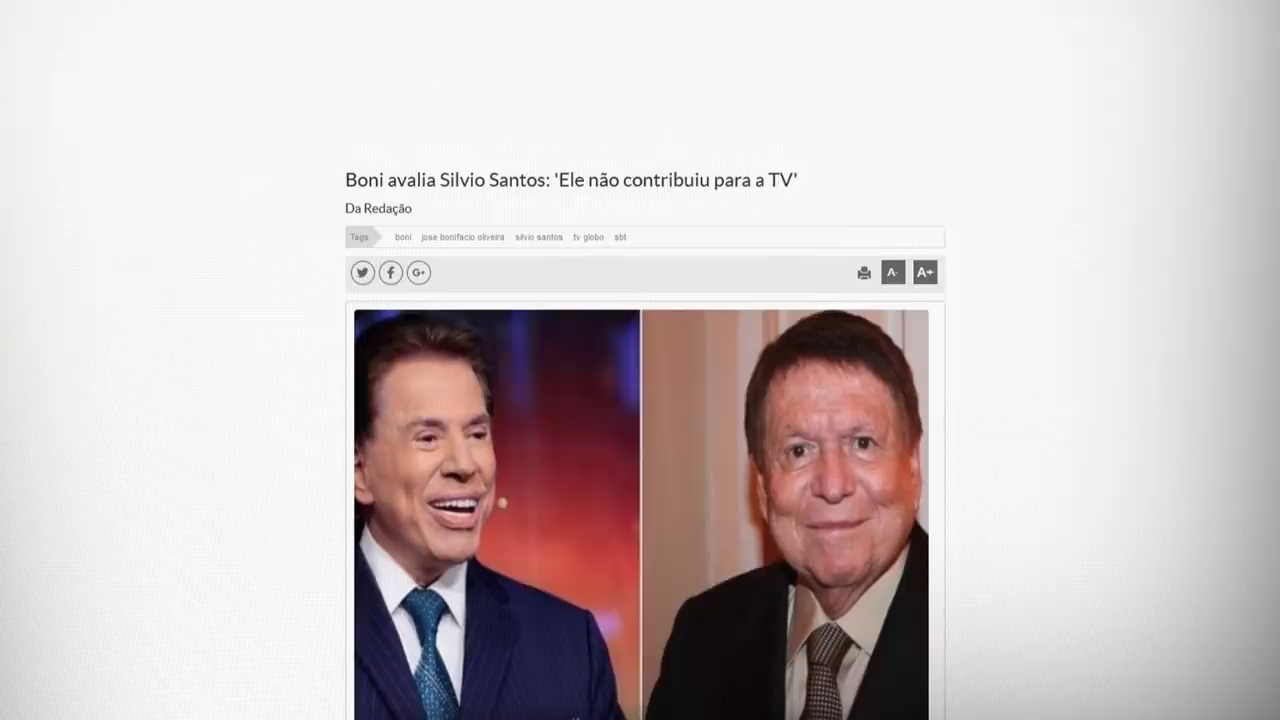 Boni avalia Silvio Santos: 'Ele não contribuiu para a TV'
Da Redação
Tags boni jose bonifacio oliveira silvio santos tv globo sbt
G+ A- A+